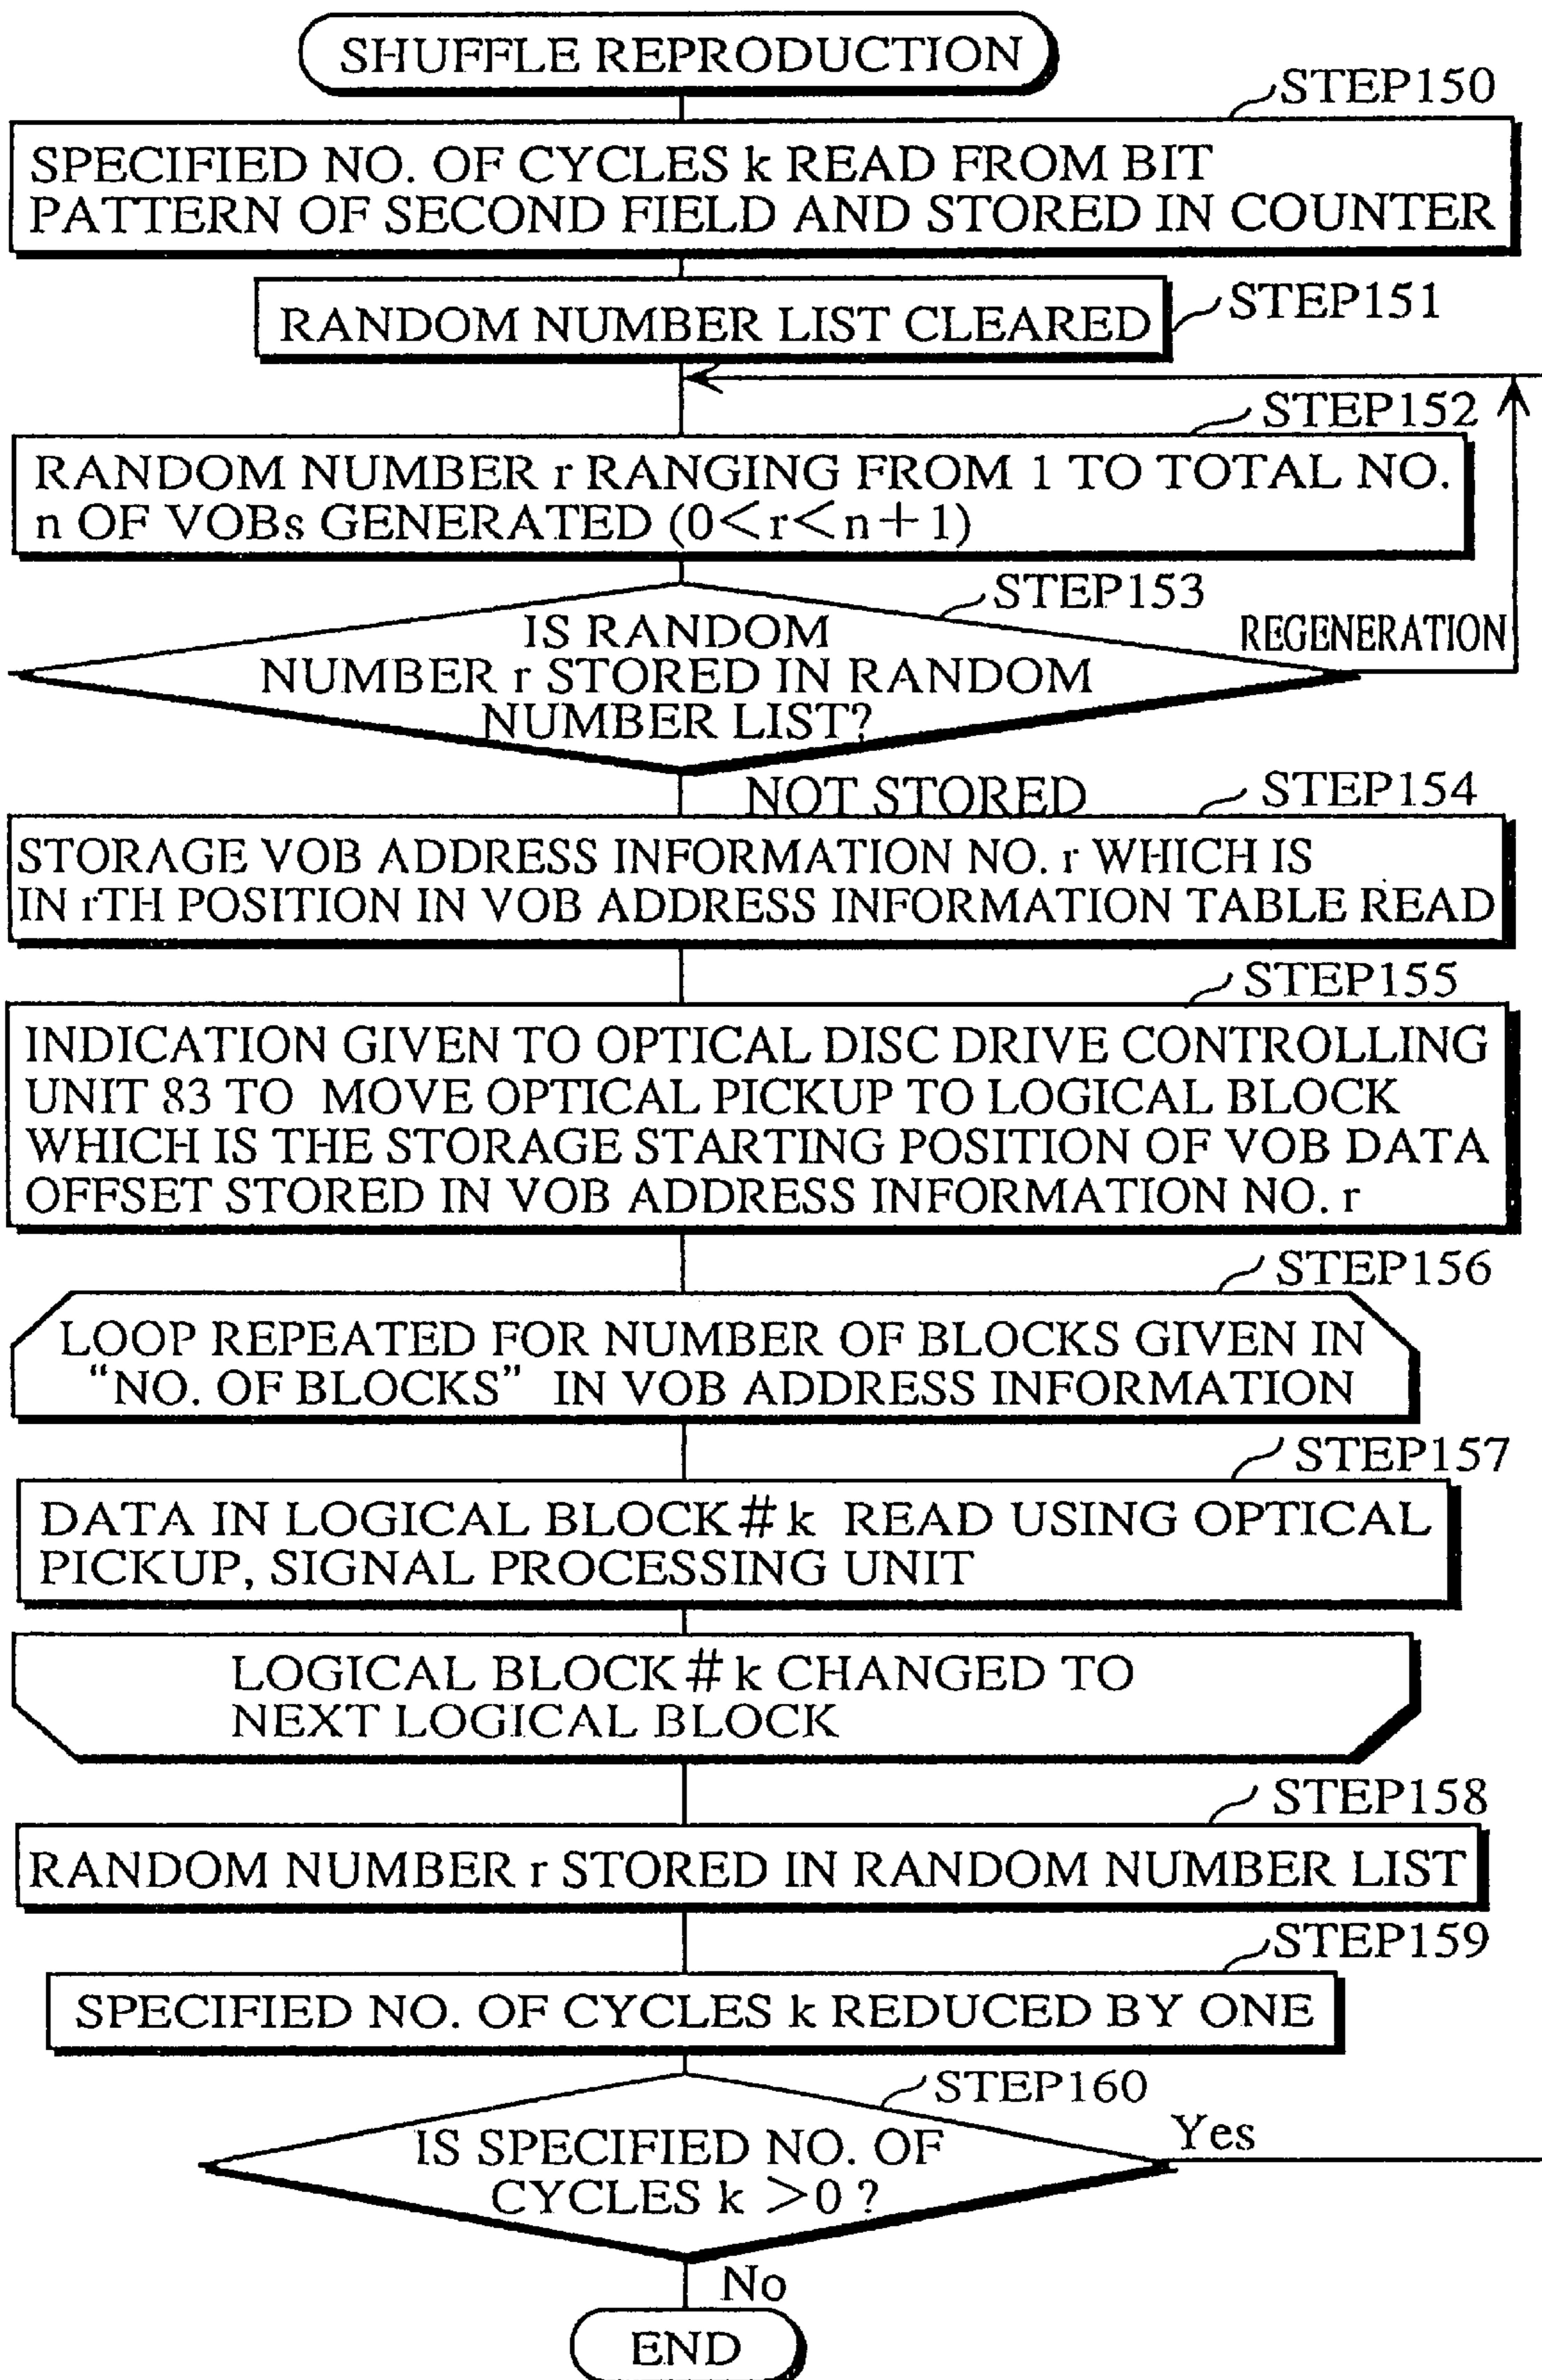 SHUFFLE REPRODUCTION
STEP150
SPECIFIED NO. OF CYCLES k READ FROM BIT
PATTERN OF SECOND FIELD AND STORED IN COUNTER
STEP151
RANDOM NUMBER LIST CLEARED
STEP152
RANDOM NUMBER r RANGING FROM 1 TO TOTAL NO.
n OF VOBs GENERATED (0<r<n+1)
STEP153
IS RANDOM
NUMBER r STORED IN RANDOM
NUMBER LIST?
REGENERATION
NOT STORED
STEP154
STORAGE VOB ADDRESS INFORMATION NO. r WHICH IS
IN rTH POSITION IN VOB ADDRESS INFORMATION TABLE READ
STEP155
INDICATION GIVEN TO OPTICAL DISC DRIVE CONTROLLING
UNIT 83 TO MOVE OPTICAL PICKUP TO LOGICAL BLOCK
WHICH IS THE STORAGE STARTING POSITION OF VOB DATA
OFFSET STORED IN VOB ADDRESS INFORMATION NO. r
STEP156
LOOP REPEATED FOR NUMBER OF BLOCKS GIVEN IN
“NO. OF BLOCKS” IN VOB ADDRESS INFORMATION
STEP157
DATA IN LOGICAL BLOCK#k READ USING OPTICAL
PICKUP, SIGNAL PROCESSING UNIT
LOGICAL BLOCK#k CHANGED TO
NEXT LOGICAL BLOCK
STEP158
RANDOM NUMBER r STORED IN RANDOM NUMBER LIST
STEP159
SPECIFIED NO. OF CYCLES k REDUCED BY ONE
STEP160
IS SPECIFIED NO. OF
CYCLES k >0 ?
Yes
No
END